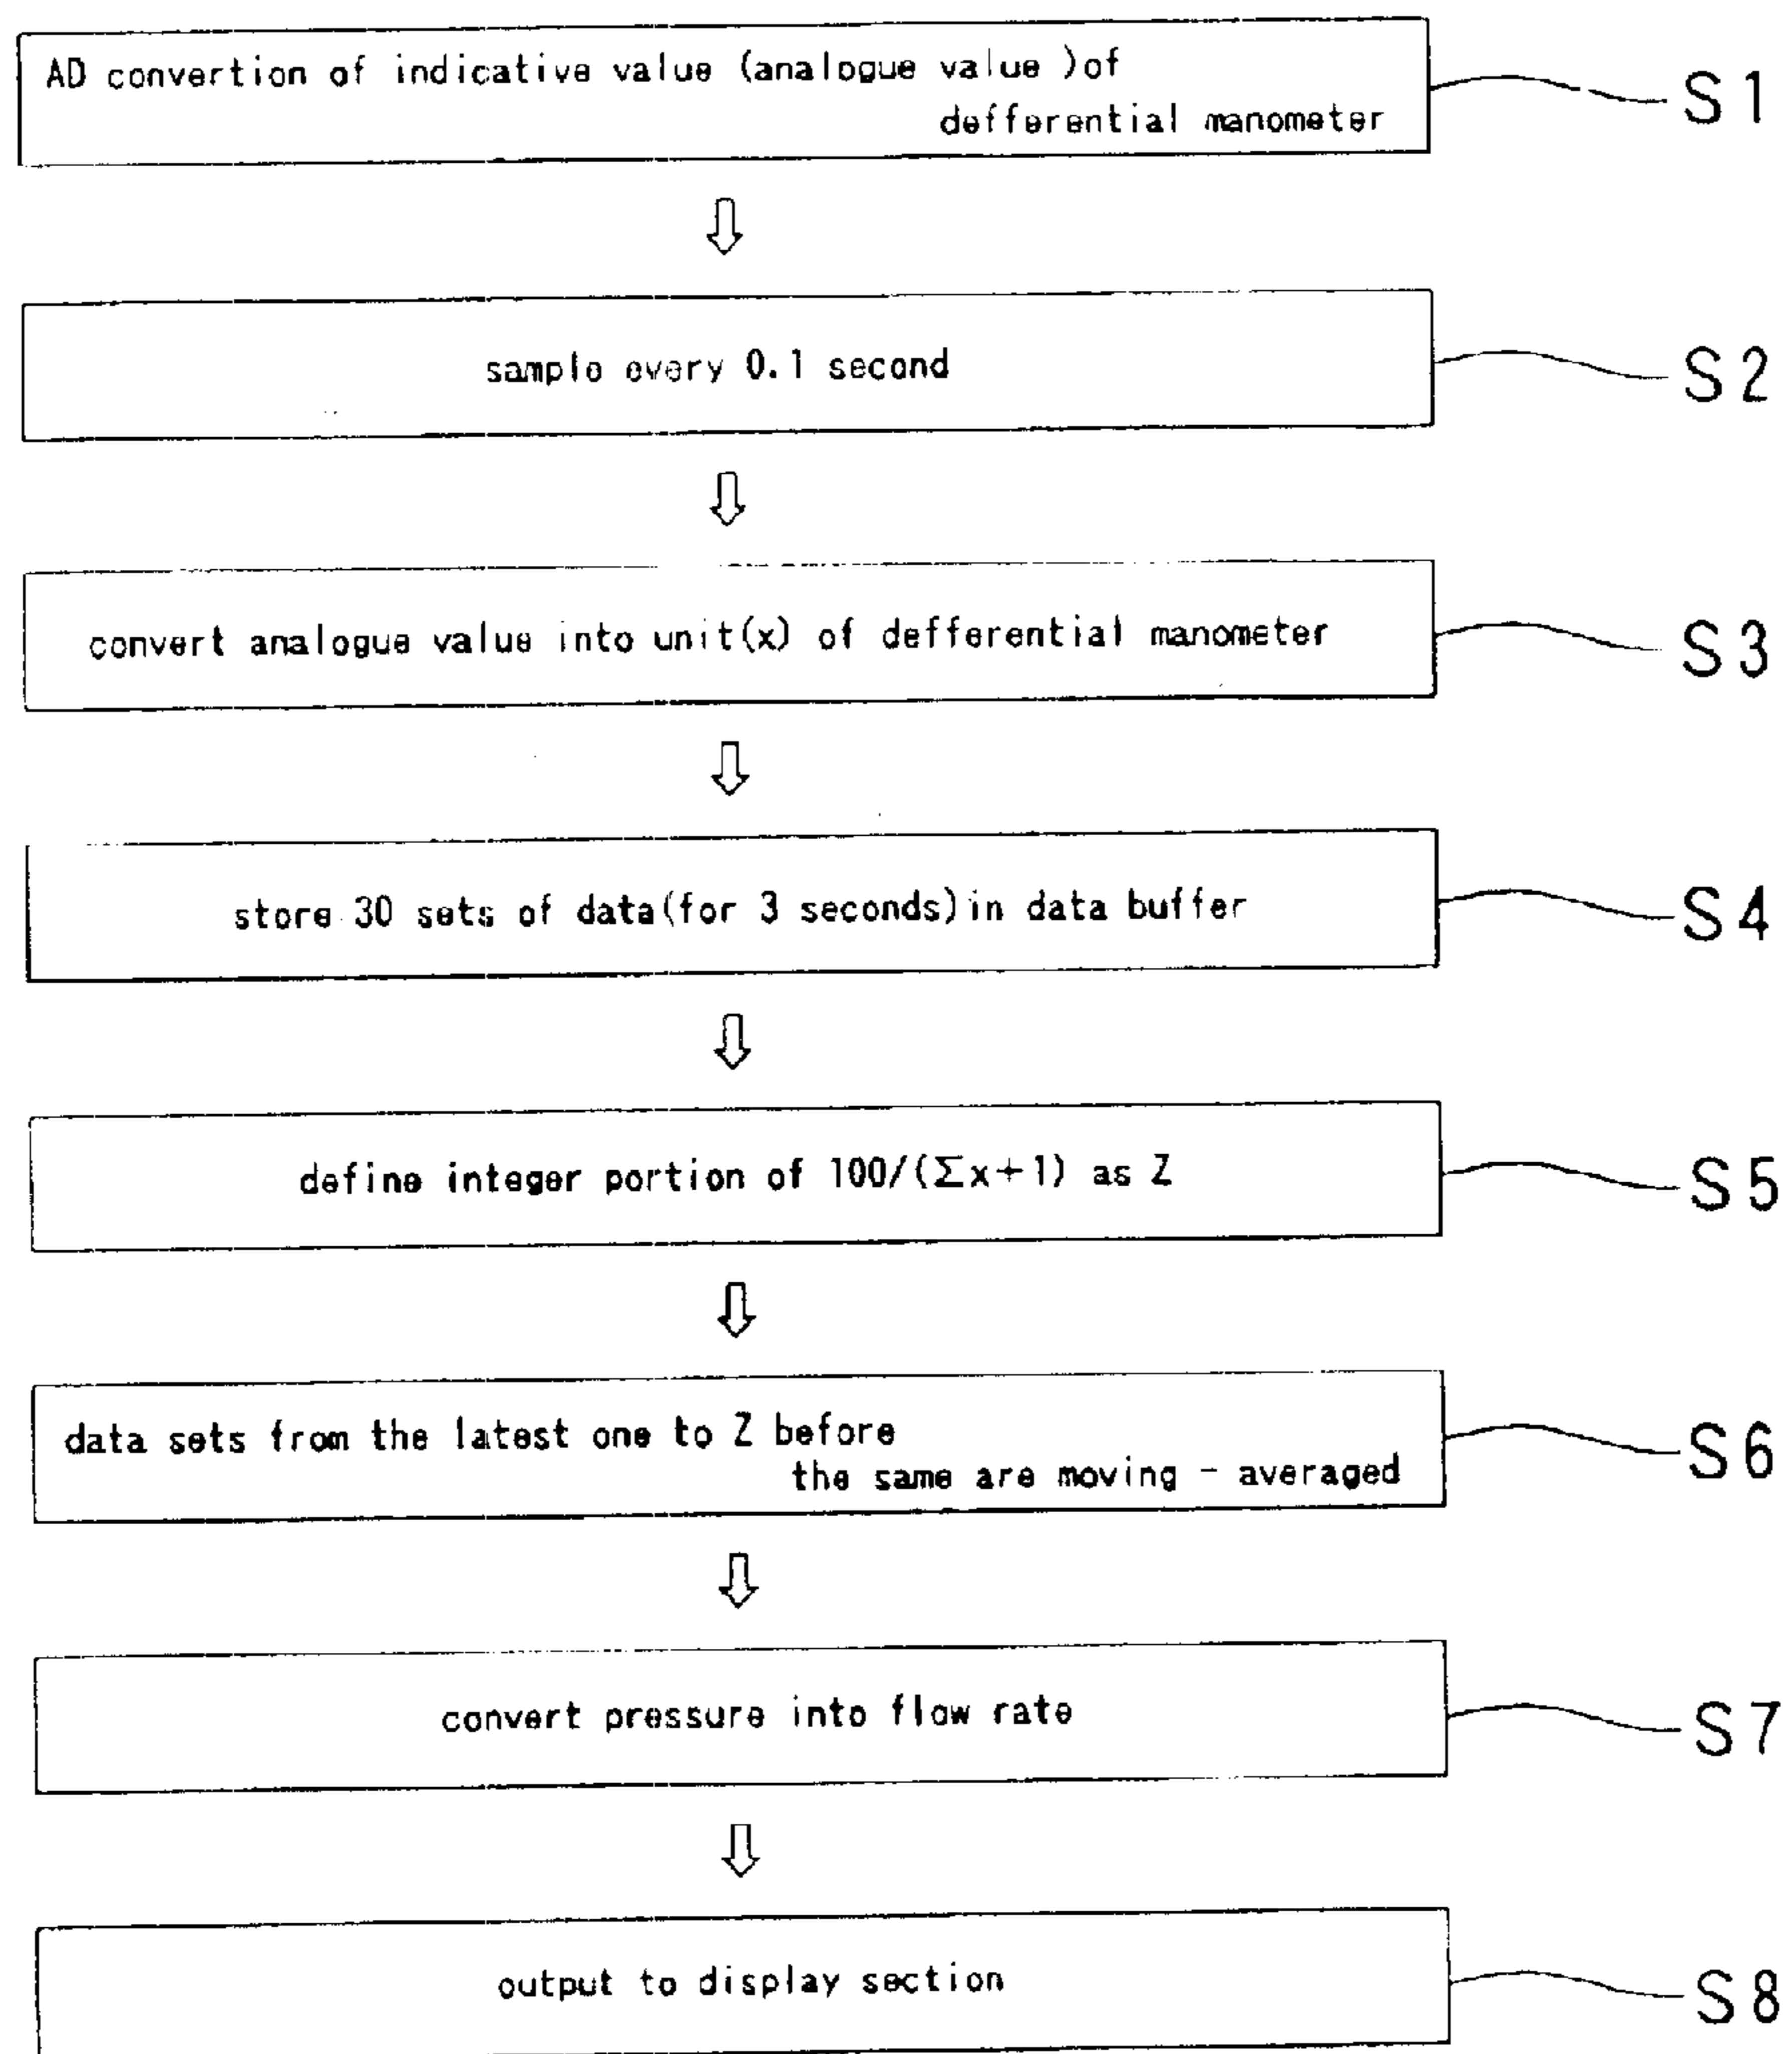 AD convertion of indicative value (analogue value )of
defferential manometer
S1
sample every 0.1 second
S2
convert analogue value into unit(x) of defferential manometer
S3
store 30 sets of data(for 3 seconds)in data buffer
S4
define integer portion of 100/(Σx+1) as Z
S5
data sets from the latest one to Z before
the same are moving - averaged
S6
convert pressure into flow rate
S7
output to display section
S8